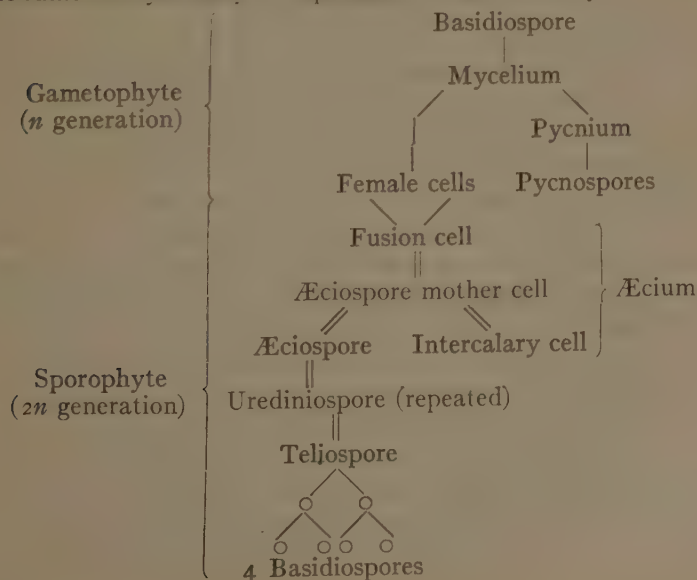 Basidiospore
Mycelium
Gametophyte
(n generation)
Pycnium
Female cells Pycnospores
Fusion cell
Æciospore mother cell
Æcium
Æciospore Intercalary cell
Sporophyte
(2n generation)
Urediniospore (repeated)
Teliospore
4 Basidiospores